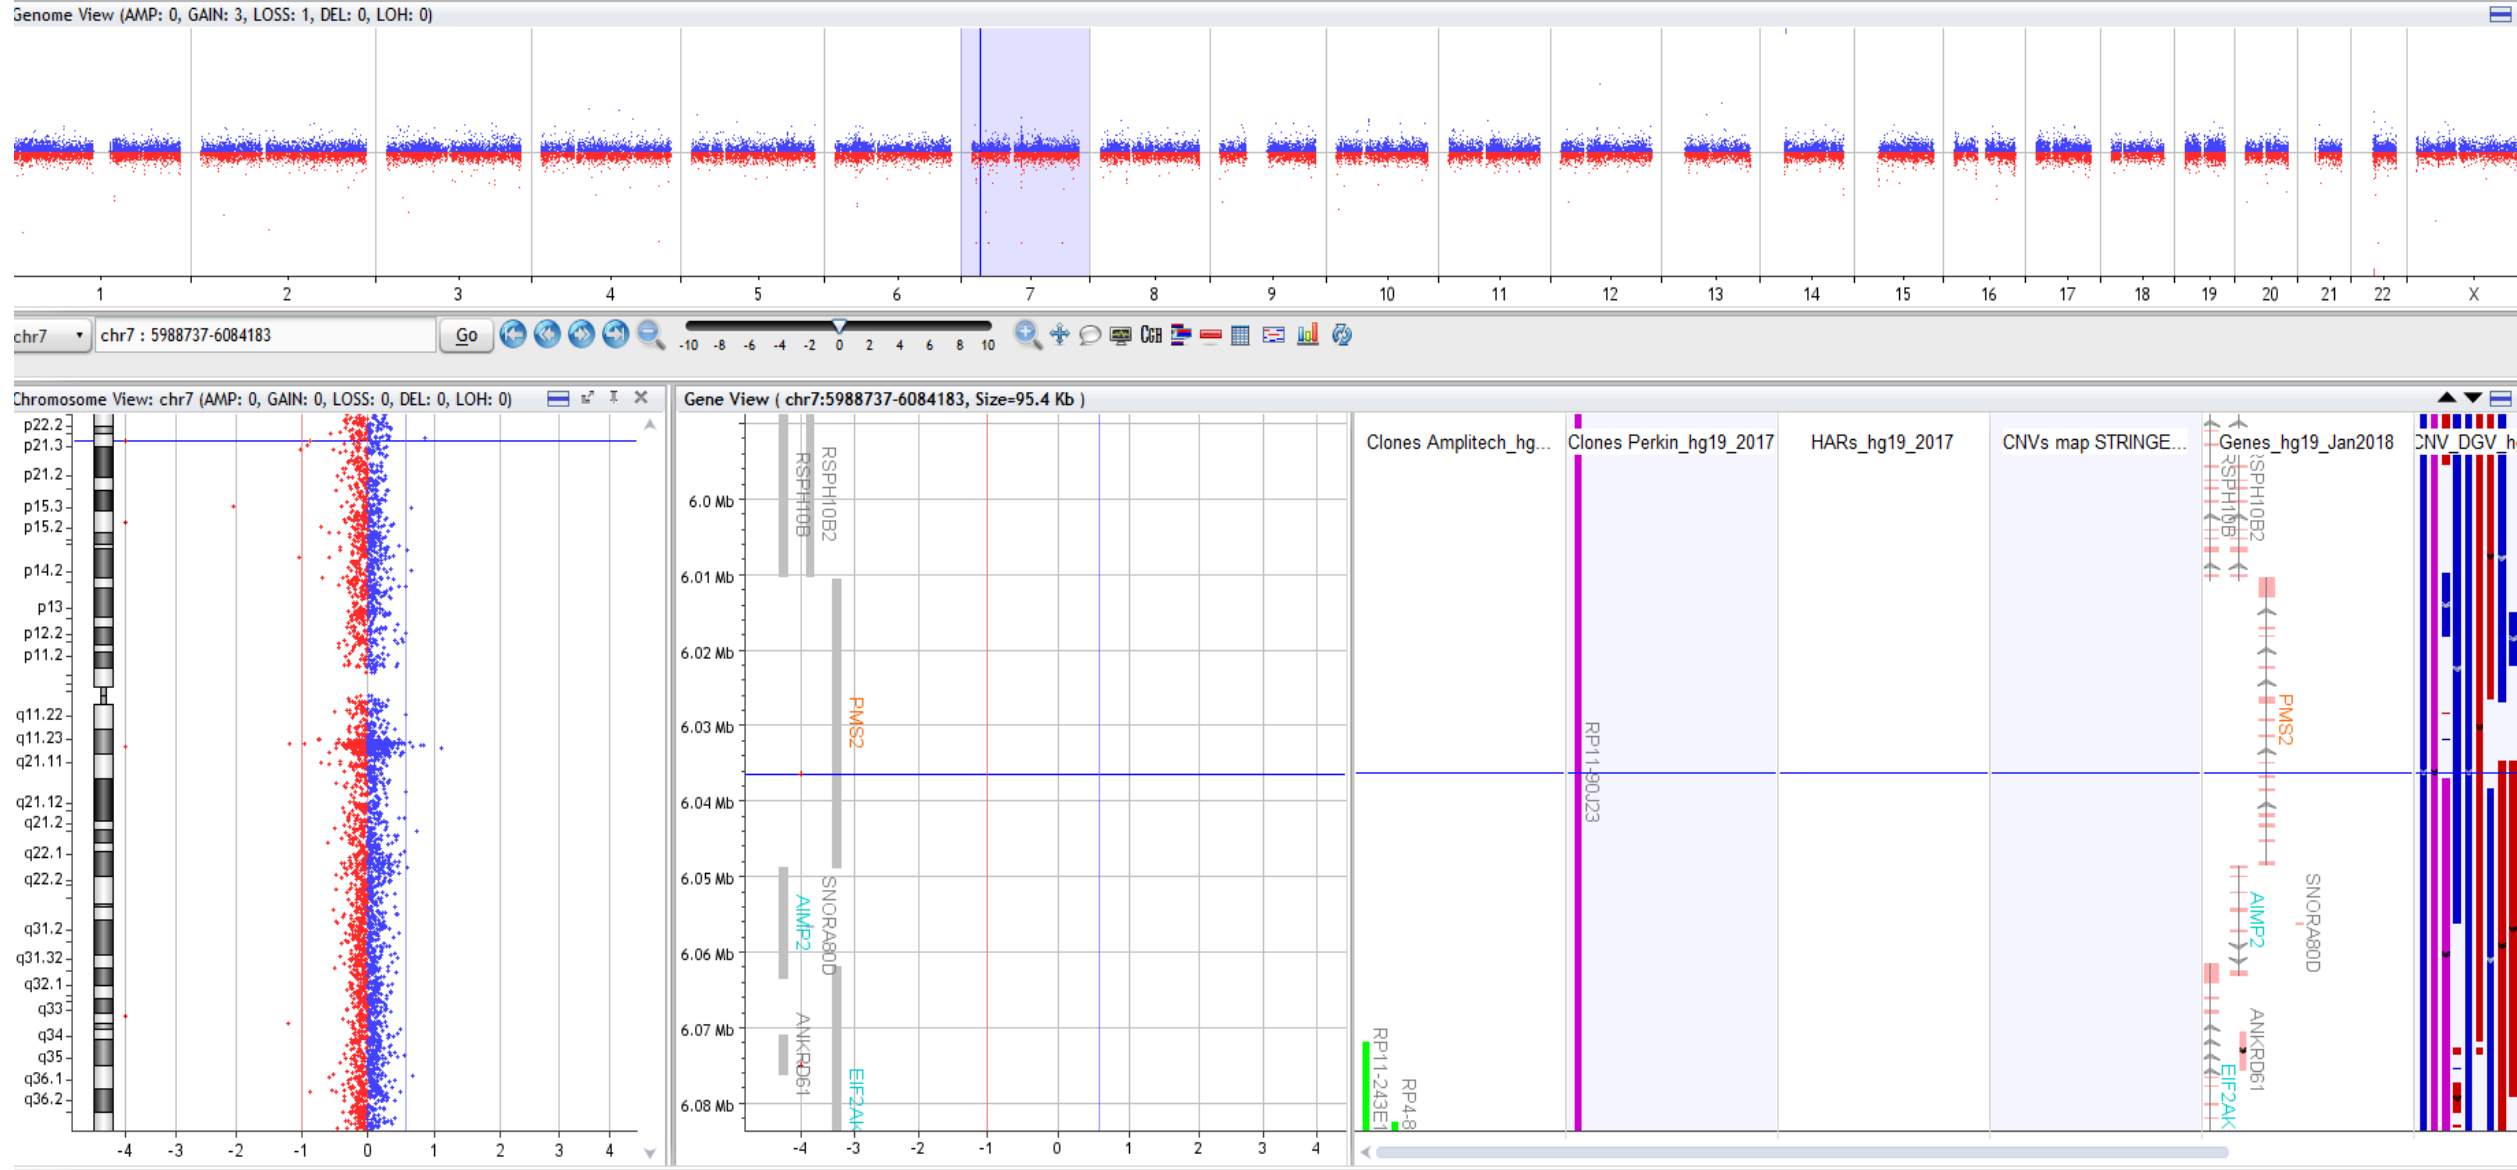 Genome View (AMP: 0, GAIN: 3, LOSS: 1, DEL: 0, LOH: 0)
1 2 3 4 5 6 7 8 9 10 11 12 13 14 15 16 17 18 19 20 21 22 X
chr7 chr7 : 5988737-6084183 Go -10 -8 -6 -4 -2 0 2 4 6 8 10 CGH
Chromosome View: chr7 (AMP: 0, GAIN: 0, LOSS: 0, DEL: 0, LOH: 0)
p22.2
p21.3
p21.2
p15.3
p15.2
p14.2
p13
p12.2
p11.2
q11.22
q11.23
q21.11
q21.12
q21.2
q22.1
q22.2
q31.2
q31.32
q32.1
q33
q34
q35
q36.1
q36.2
-4 -3 -2 -1 0 1 2 3 4
Gene View ( chr7:5988737-6084183, Size=95.4 Kb )
6.0 Mb
6.01 Mb
6.02 Mb
6.03 Mb
6.04 Mb
6.05 Mb
6.06 Mb
6.07 Mb
6.08 Mb
RSPH10B
RSPH10B2
PMS2
AIMP2
SNORA80D
ANKRD61
EIF2AK
-4 -3 -2 -1 0 1 2 3 4
Clones Amplitech_hg... Clones Perkin_hg19_2017 HARs_hg19_2017 CNVs map STRINGE... Genes_hg19_Jan2018 CNV_DGV_h
RP11-243E1
RP4-8
RP11-90J23
RSPH10B
RSPH10B2
PMS2
AIMP2
SNORA80D
ANKRD61
EIF2AK